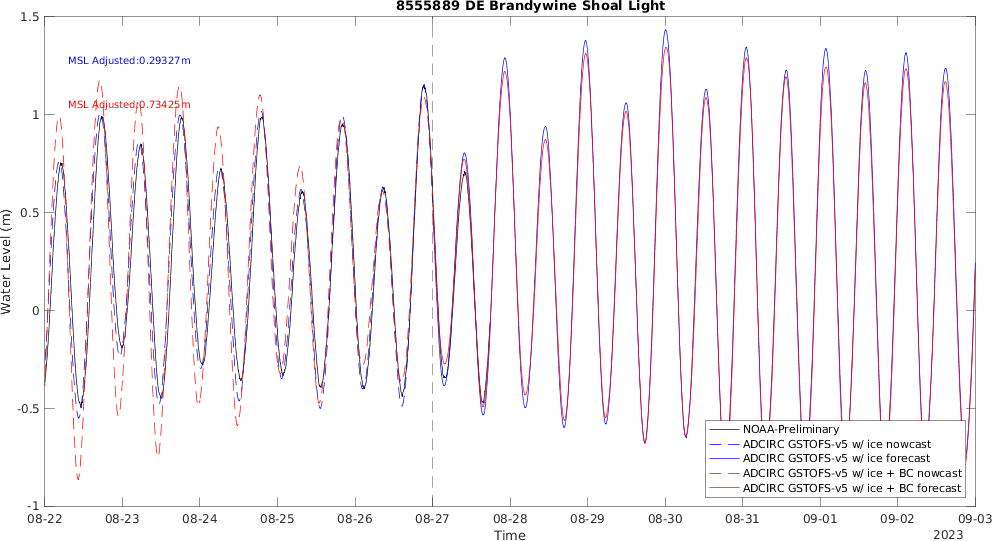 8555889 DE Brandywine Shoal Light
1.5
1
0.5
0
-0.5
-1
Water Level (m)
MSL Adjusted:0.29327m
MSL Adjusted:0.73425m
NOAA-Preliminary
ADCIRC GSTOFS-v5 w/ ice nowcast
ADCIRC GSTOFS-v5 w/ ice forecast
ADCIRC GSTOFS-v5 w/ ice + BC nowcast
ADCIRC GSTOFS-v5 w/ ice + BC forecast
08-22 08-23 08-24 08-25 08-26 08-27 08-28 08-29 08-30 08-31 09-01 09-02 09-03
Time
2023